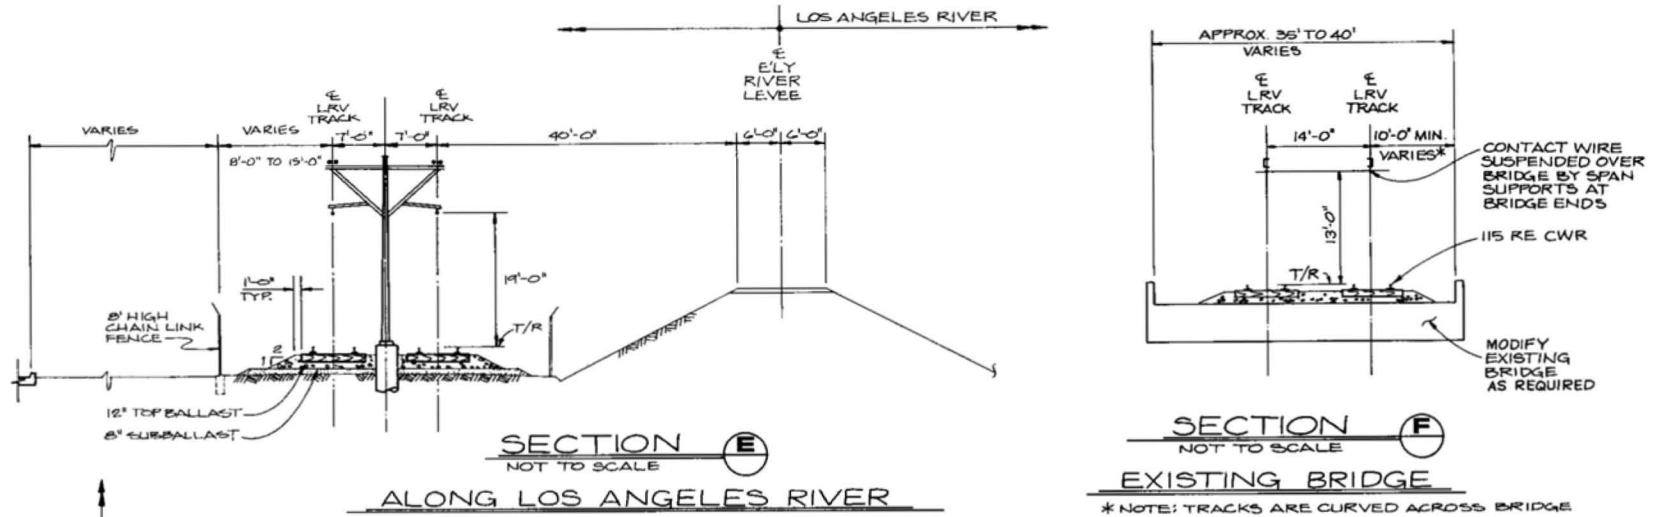 LOS ANGELES RIVER
℄
E'LY
RIVER
LEVEE
℄
LRV
TRACK
℄
LRV
TRACK
VARIES
VARIES
8'-0" TO 15'-0"
7'-0"
7'-0"
40'-0"
6'-0"
6'-0"
1'-0"
TYP.
19'-0"
T/R
8' HIGH
CHAIN LINK
FENCE
2
1
12" TOP BALLAST
8" SUBBALLAST
SECTION E
NOT TO SCALE
ALONG LOS ANGELES RIVER
APPROX. 35' TO 40'
VARIES
℄
LRV
TRACK
℄
LRV
TRACK
14'-0"
10'-0" MIN.
VARIES*
CONTACT WIRE
SUSPENDED OVER
BRIDGE BY SPAN
SUPPORTS AT
BRIDGE ENDS
13'-0"
115 RE CWR
T/R
MODIFY
EXISTING
BRIDGE
AS REQUIRED
SECTION F
NOT TO SCALE
EXISTING BRIDGE
*NOTE: TRACKS ARE CURVED ACROSS BRIDGE